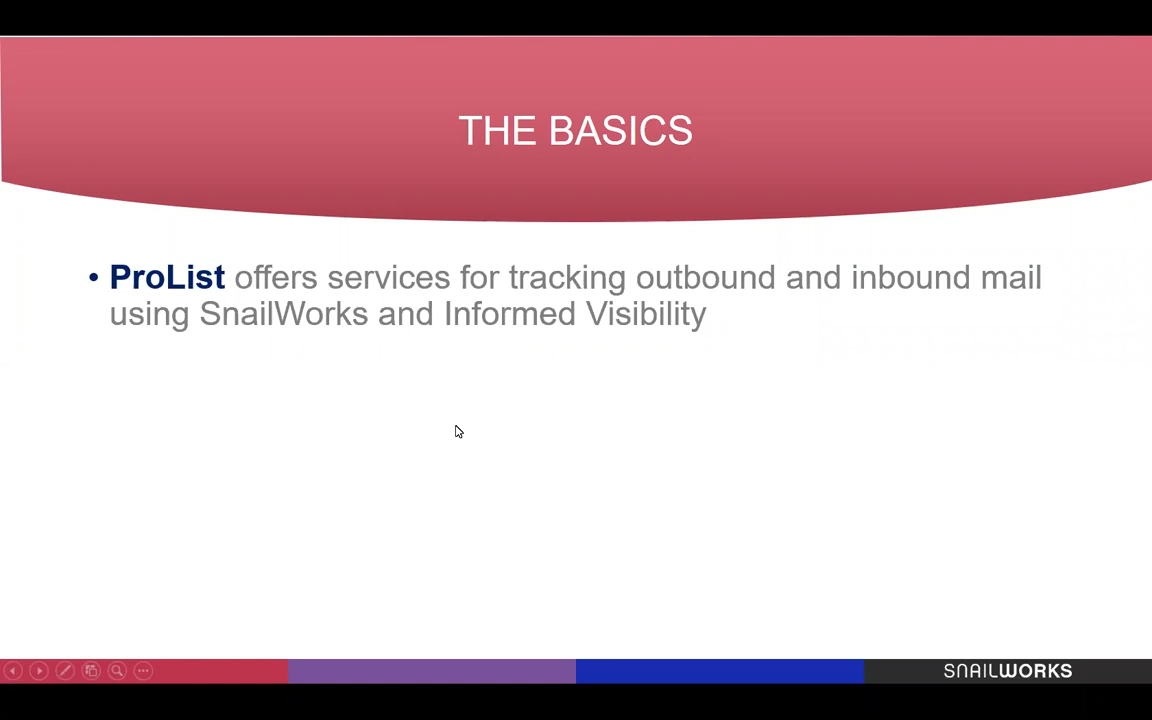 THE BASICS
• ProList offers services for tracking outbound and inbound mail
using SnailWorks and Informed Visibility
SNAILWORKS